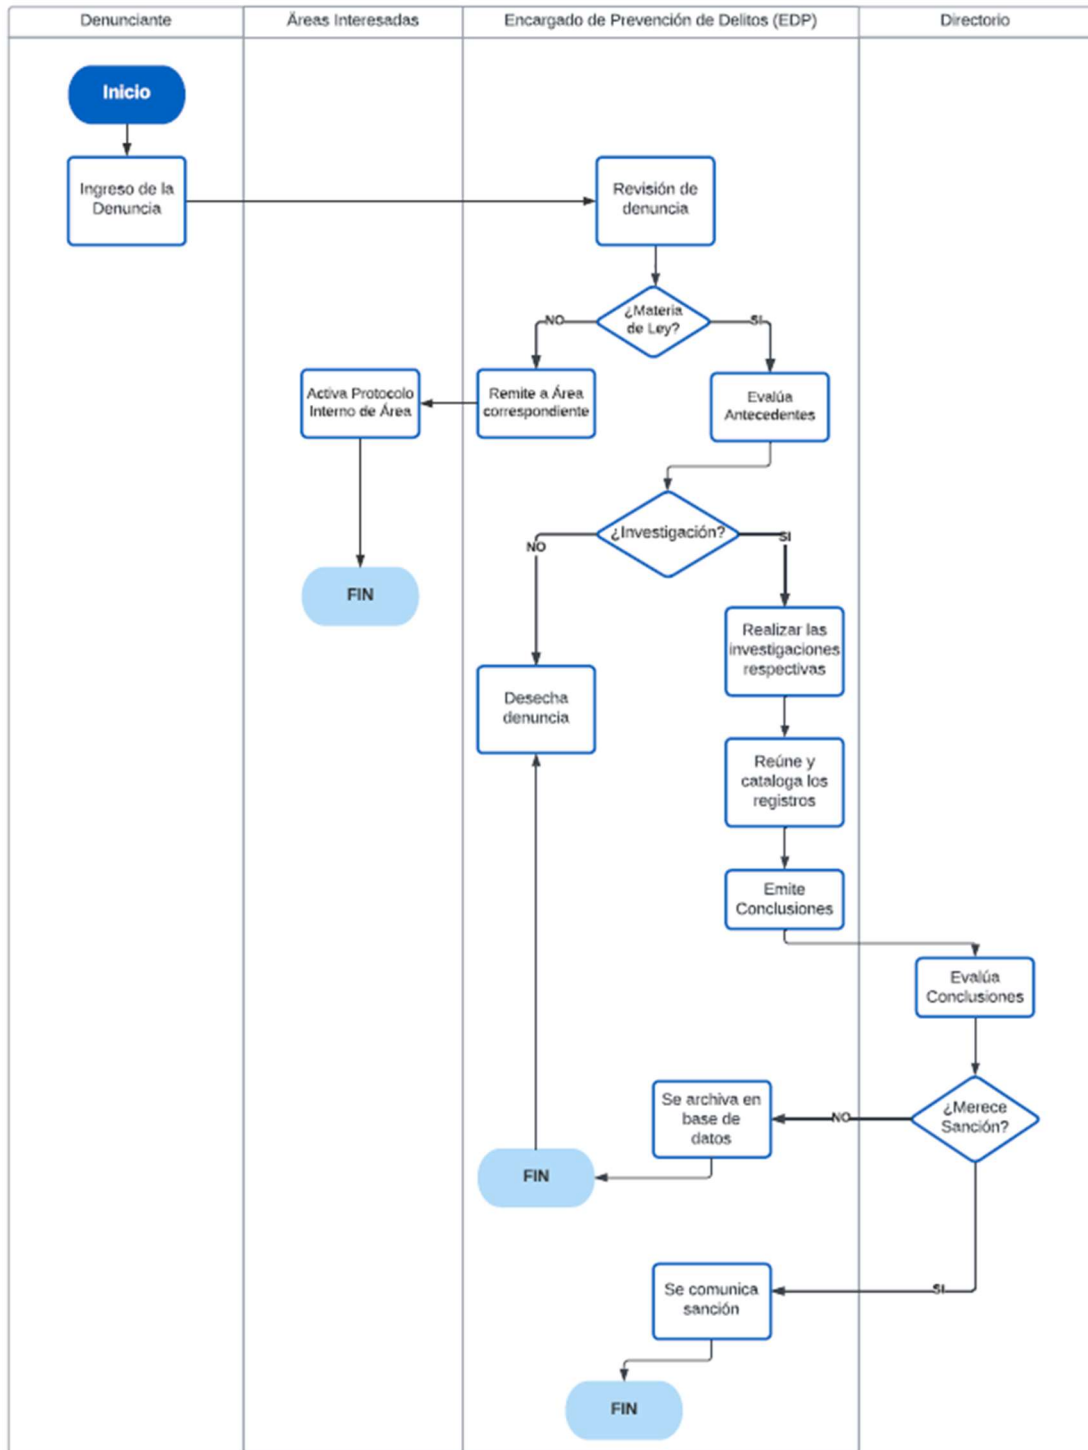 Denunciante
Áreas Interesadas
Encargado de Prevención de Delitos (EDP)
Directorio
Inicio
Ingreso de la
Denuncia
Revisión de
denuncia
¿Materia
de Ley?
NO
SI
Activa Protocolo
Interno de Área
Remite a Área
correspondiente
Evalúa
Antecedentes
¿Investigación?
NO
SI
FIN
Realizar las
investigaciones
respectivas
Desecha
denuncia
Reúne y
cataloga los
registros
Emite
Conclusiones
Evalúa
Conclusiones
¿Merece
Sanción?
NO
Se archiva en
base de
datos
FIN
SI
Se comunica
sanción
FIN